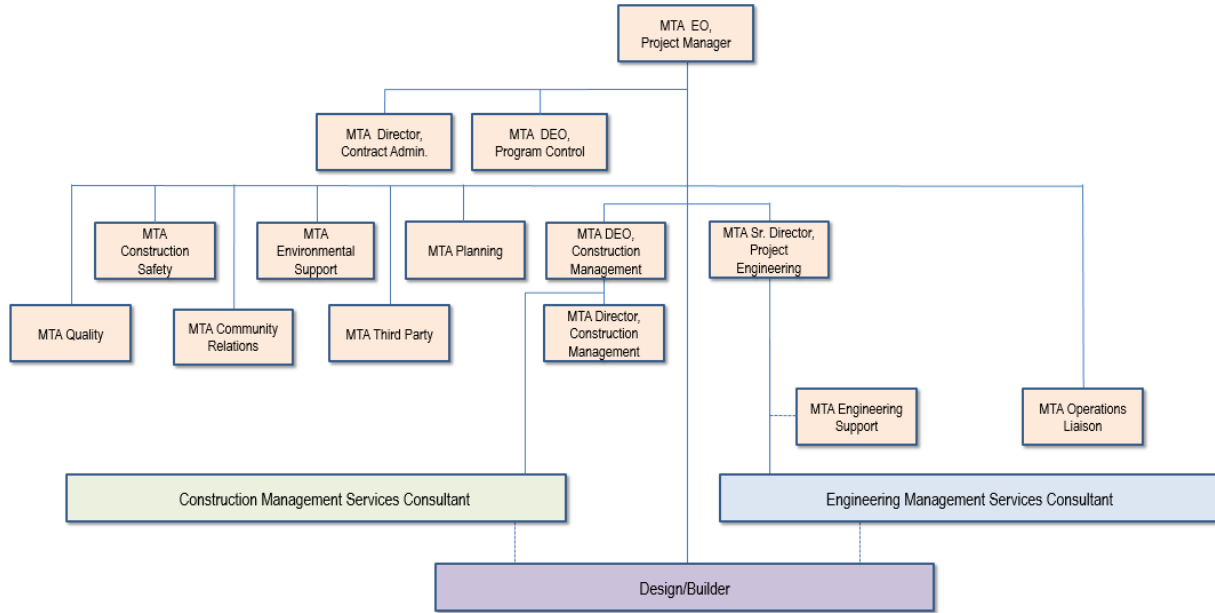 MTA EO,
Project Manager
MTA Director,
Contract Admin.
MTA DEO,
Program Control
MTA
Construction
Safety
MTA
Environmental
Support
MTA Planning
MTA DEO,
Construction
Management
MTA Sr. Director,
Project
Engineering
MTA Quality
MTA Community
Relations
MTA Third Party
MTA Director,
Construction
Management
MTA Engineering
Support
MTA Operations
Liaison
Construction Management Services Consultant
Engineering Management Services Consultant
Design/Builder